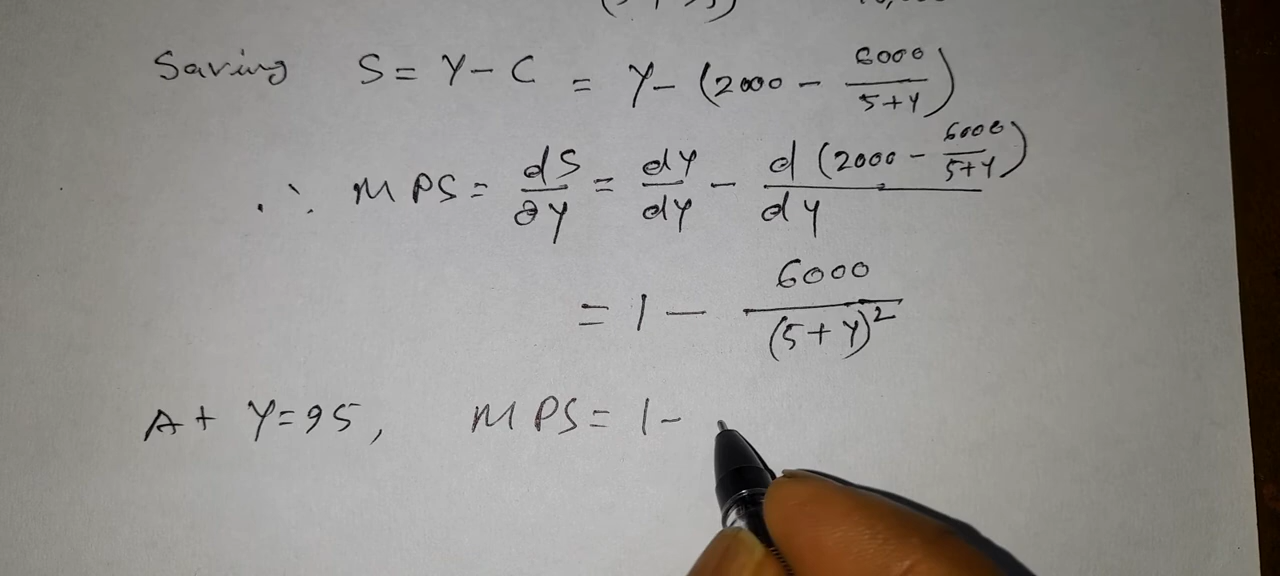 Saving S = Y - C = Y - (2000 - 6000/(5+Y))
∴ MPS = dS/∂Y = dY/dY - d(2000 - 6000/(5+Y))/dY
= 1 - 6000/(5+Y)²
At Y=95, MPS = 1 -